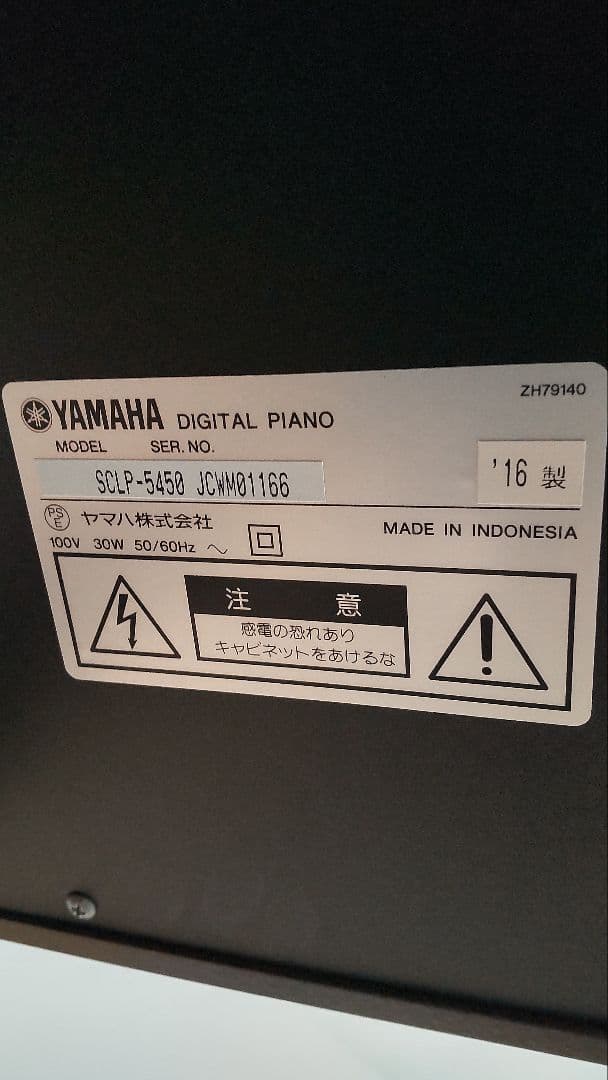 ZH79140
YAMAHA DIGITAL PIANO
MODEL SER. NO.
SCLP-5450 JCWM01166
'16 製
PSE ヤマハ株式会社
MADE IN INDONESIA
100V 30W 50/60Hz ～
注 意
感電の恐れあり
キャビネットをあけるな